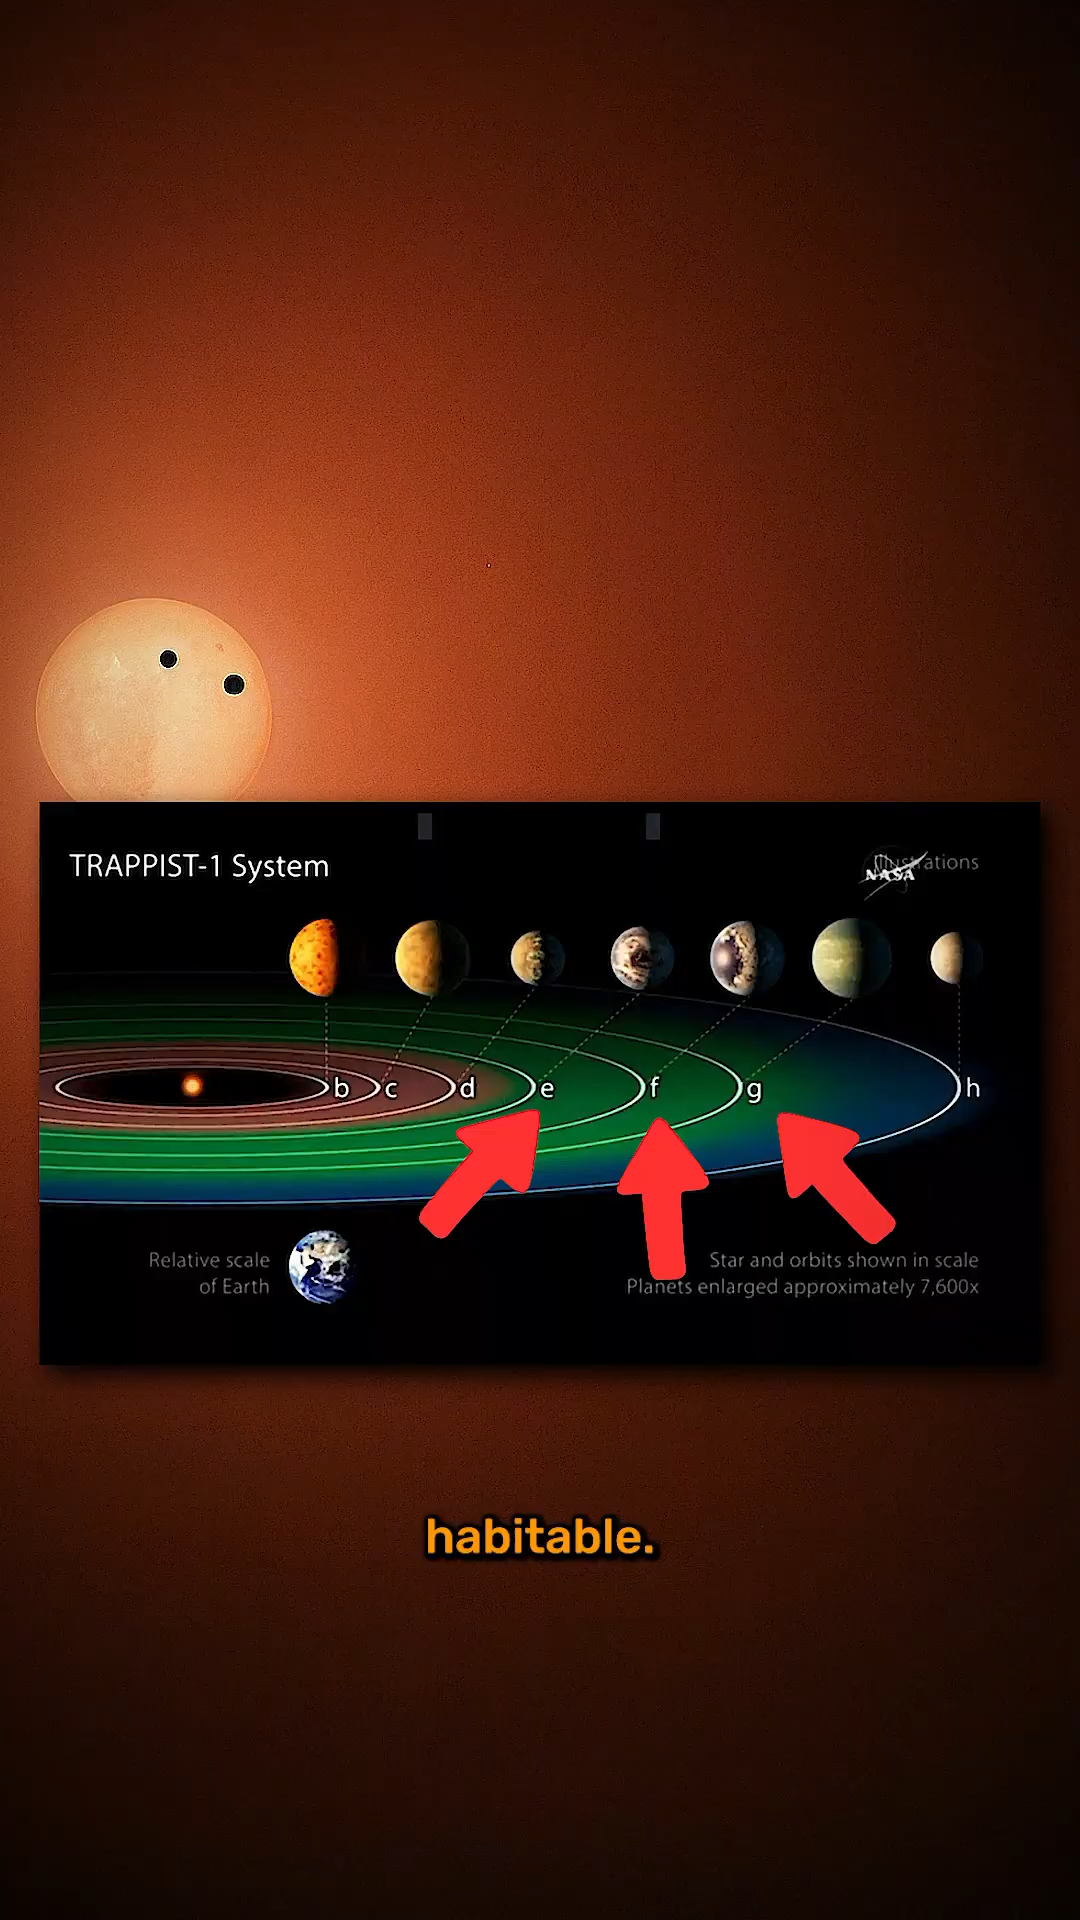 TRAPPIST-1 System
Illustrations
NASA
b c d e f g h
Relative scale
of Earth
Star and orbits shown in scale
Planets enlarged approximately 7,600x
habitable.